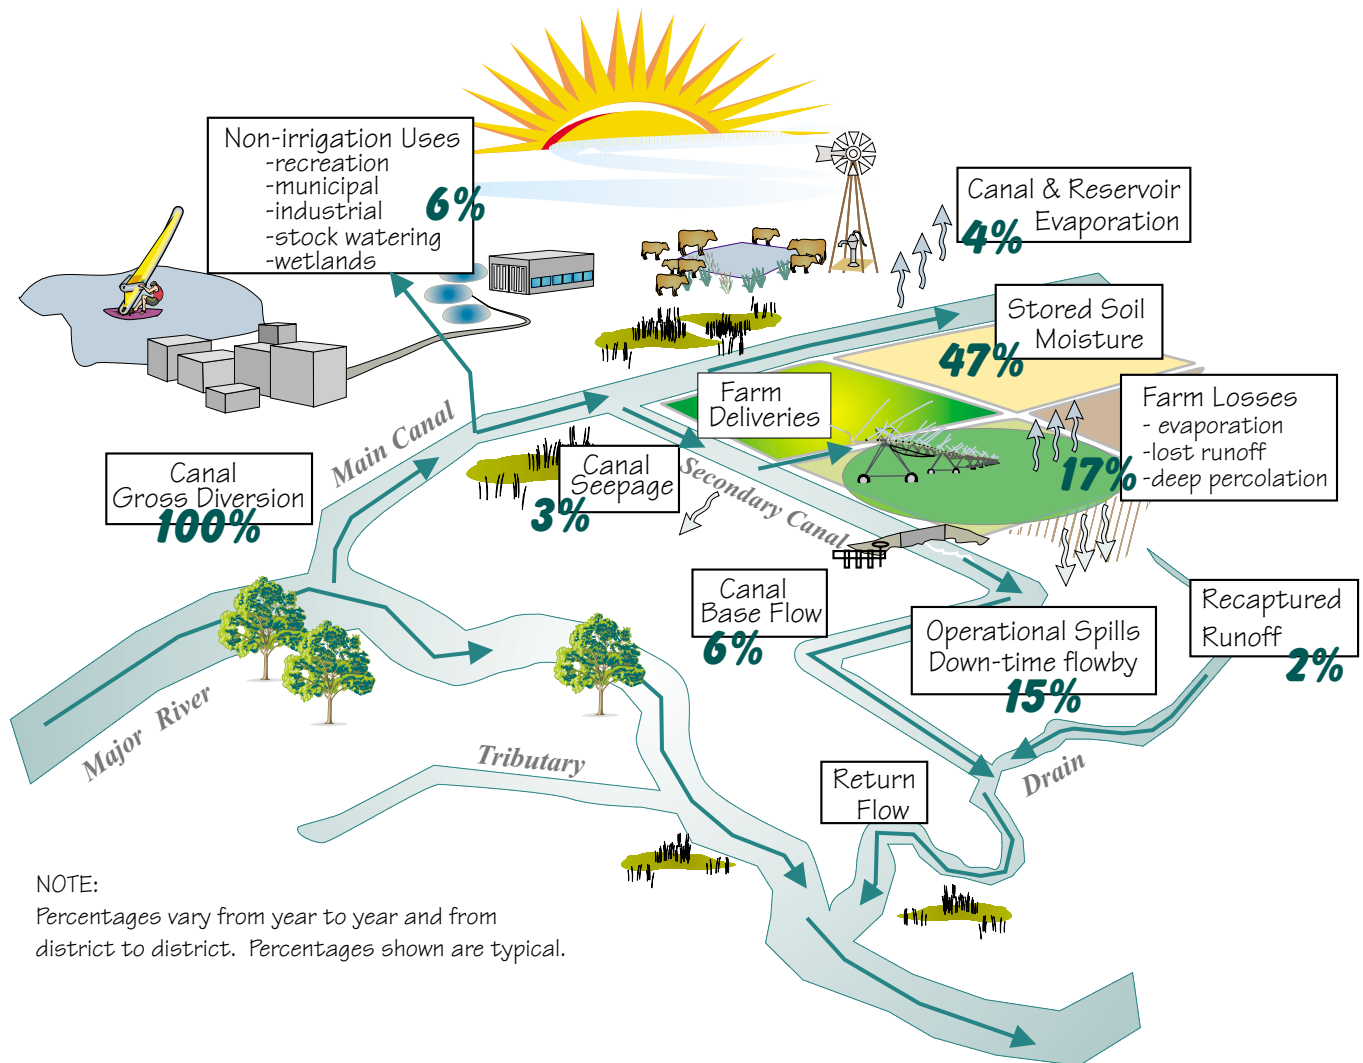 Non-irrigation Uses
-recreation
-municipal
-industrial
-stock watering
-wetlands
6%
Canal & Reservoir
Evaporation
4%
Stored Soil
Moisture
47%
Farm
Deliveries
Farm Losses
- evaporation
-lost runoff
-deep percolation
17%
Main Canal
Canal
Gross Diversion
100%
Canal
Seepage
3%
Secondary Canal
Canal
Base Flow
6%
Operational Spills
Down-time flowby
15%
Recaptured
Runoff
2%
Major River
Tributary
Drain
Return
Flow
NOTE:
Percentages vary from year to year and from
district to district. Percentages shown are typical.